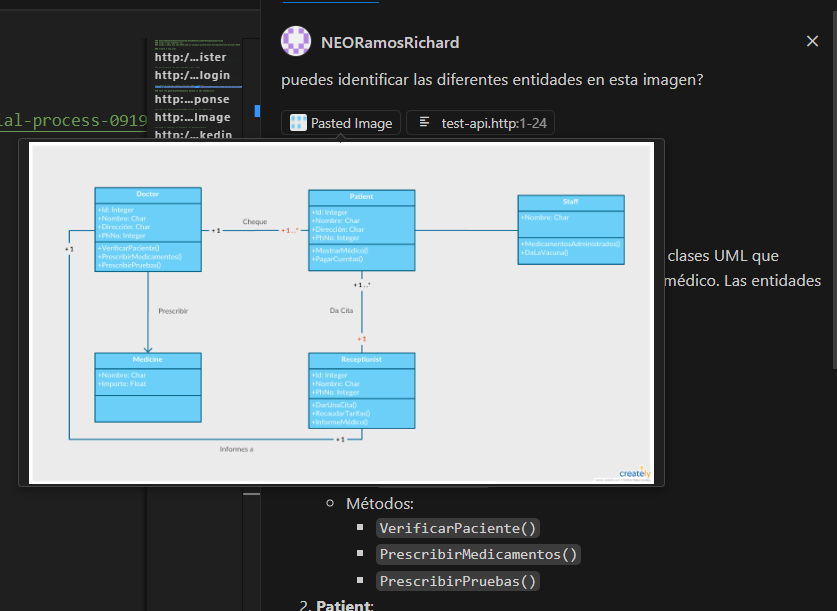 NEORamosRichard
puedes identificar las diferentes entidades en esta imagen?
Pasted Image
test-api.http:1-24
http:/...ister
http:/...login
http:...ponse
http:...Image
http:/...kedin
al-process-0919
Doctor
+Id: Integer
+Nombre: Char
+Dirección: Char
+PhNo: Integer
+VerificarPaciente()
+PrescribirMedicamentos()
+PrescribirPruebas()
+1
Cheque
+1..*
Patient
+Id: Integer
+Nombre: Char
+Dirección: Char
+PhNo: Integer
+MostrarMédico()
+PagarCuentos()
Staff
+Nombre: Char
+MedicamentosAdministrados()
+DaLaVacuna()
+1
Prescribir
+1..*
Da Cita
+1
Medicine
+Nombre: Char
+Importe: Float
Receptionist
+Id: Integer
+Nombre: Char
+PhNo: Integer
+DarUnaCita()
+RecaudarTarifas()
+InformeMédico()
+1
Informes a
creately
clases UML que
médico. Las entidades
Métodos:
VerificarPaciente()
PrescribirMedicamentos()
PrescribirPruebas()
2. Patient: